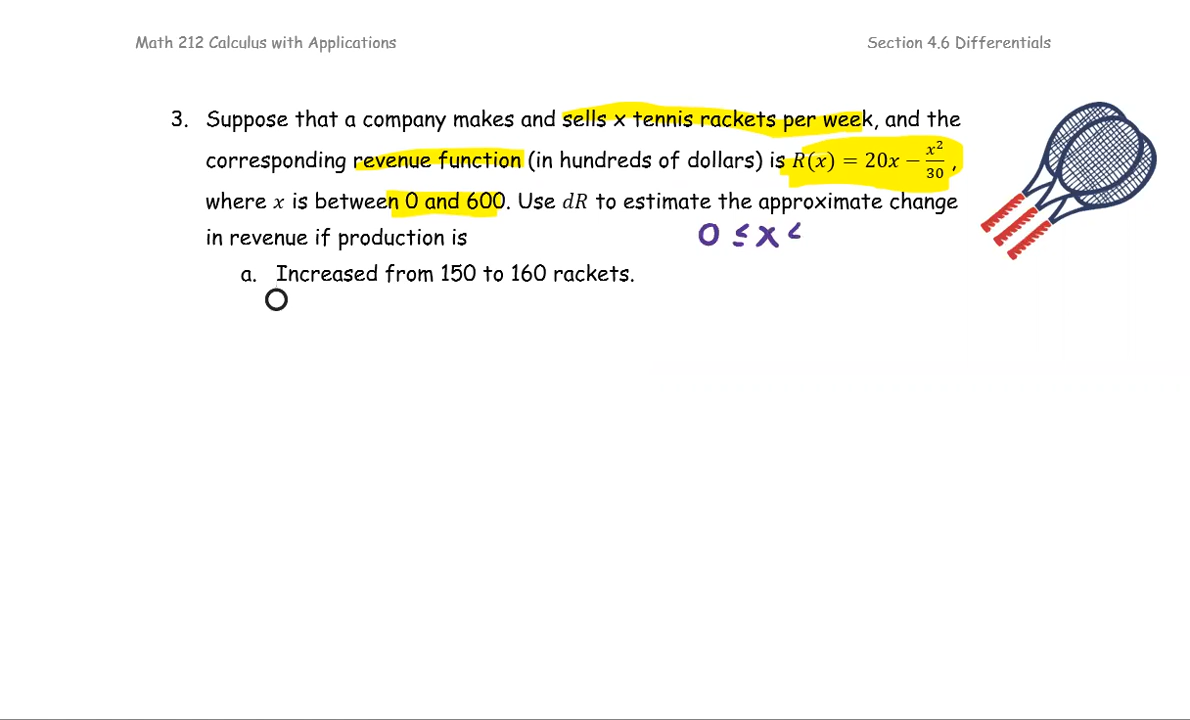 Math 212 Calculus with Applications Section 4.6 Differentials
3. Suppose that a company makes and sells x tennis rackets per week, and the
corresponding revenue function (in hundreds of dollars) is R(x) = 20x − x²/30,
where x is between 0 and 600. Use dR to estimate the approximate change
in revenue if production is 0 ≤ x <
a. Increased from 150 to 160 rackets.